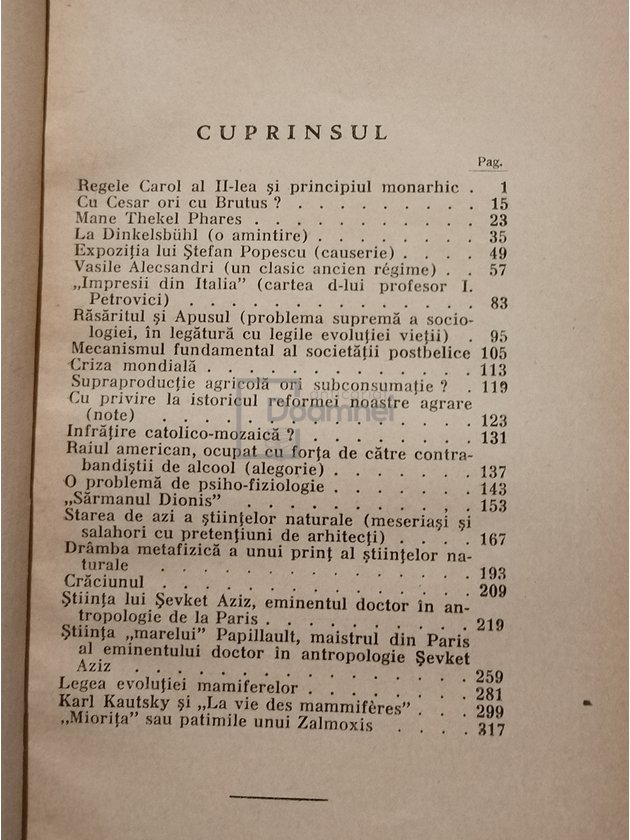 CUPRINSUL
Pag.
Regele Carol al II-lea şi principiul monarhic . 1
Cu Cesar ori cu Brutus ? . . . . . . . . . 15
Mane Thekel Phares . . . . . . . . . . . 23
La Dinkelsbühl (o amintire) . . . . . . . . 35
Expoziţia lui Ştefan Popescu (causerie) . . . . 49
Vasile Alecsandri (un clasic ancien régime) . . 57
„Impresii din Italia” (cartea d-lui profesor I.
Petrovici) . . . . . . . . . . . . . . 83
Răsăritul şi Apusul (problema supremă a socio-
logiei, în legătură cu legile evoluţiei vieţii) . 95
Mecanismul fundamental al societăţii postbelice 105
Criza mondială . . . . . . . . . . . . . 113
Supraproducţie agricolă ori subconsumaţie ? . 119
Cu privire la istoricul reformei noastre agrare
(note) . . . . . . . . . . . . . . . 123
Infrăţire catolico-mozaică ? . . . . . . . . 131
Raiul american, ocupat cu forţa de către contra-
bandiştii de alcool (alegorie) . . . . . . . 137
O problemă de psiho-fiziologie . . . . . . . 143
„Sărmanul Dionis” . . . . . . . . . . . 153
Starea de azi a ştiinţelor naturale (meseriaşi şi
salahori cu pretenţiuni de arhitecţi) . . . . 167
Drâmba metafizică a unui prinţ al ştiinţelor na-
turale . . . . . . . . . . . . . . . 193
Crăciunul . . . . . . . . . . . . . . . 209
Ştiinţa lui Şevket Aziz, eminentul doctor în an-
tropologie de la Paris . . . . . . . . . . 219
Ştiinţa „marelui” Papillault, maistrul din Paris
al eminentului doctor în antropologie Şevket
Aziz . . . . . . . . . . . . . . . . 259
Legea evoluţiei mamiferelor . . . . . . . . 281
Karl Kautsky şi „La vie des mammifères” . . . 299
„Mioriţa” sau patimile unui Zalmoxis . . . . 317